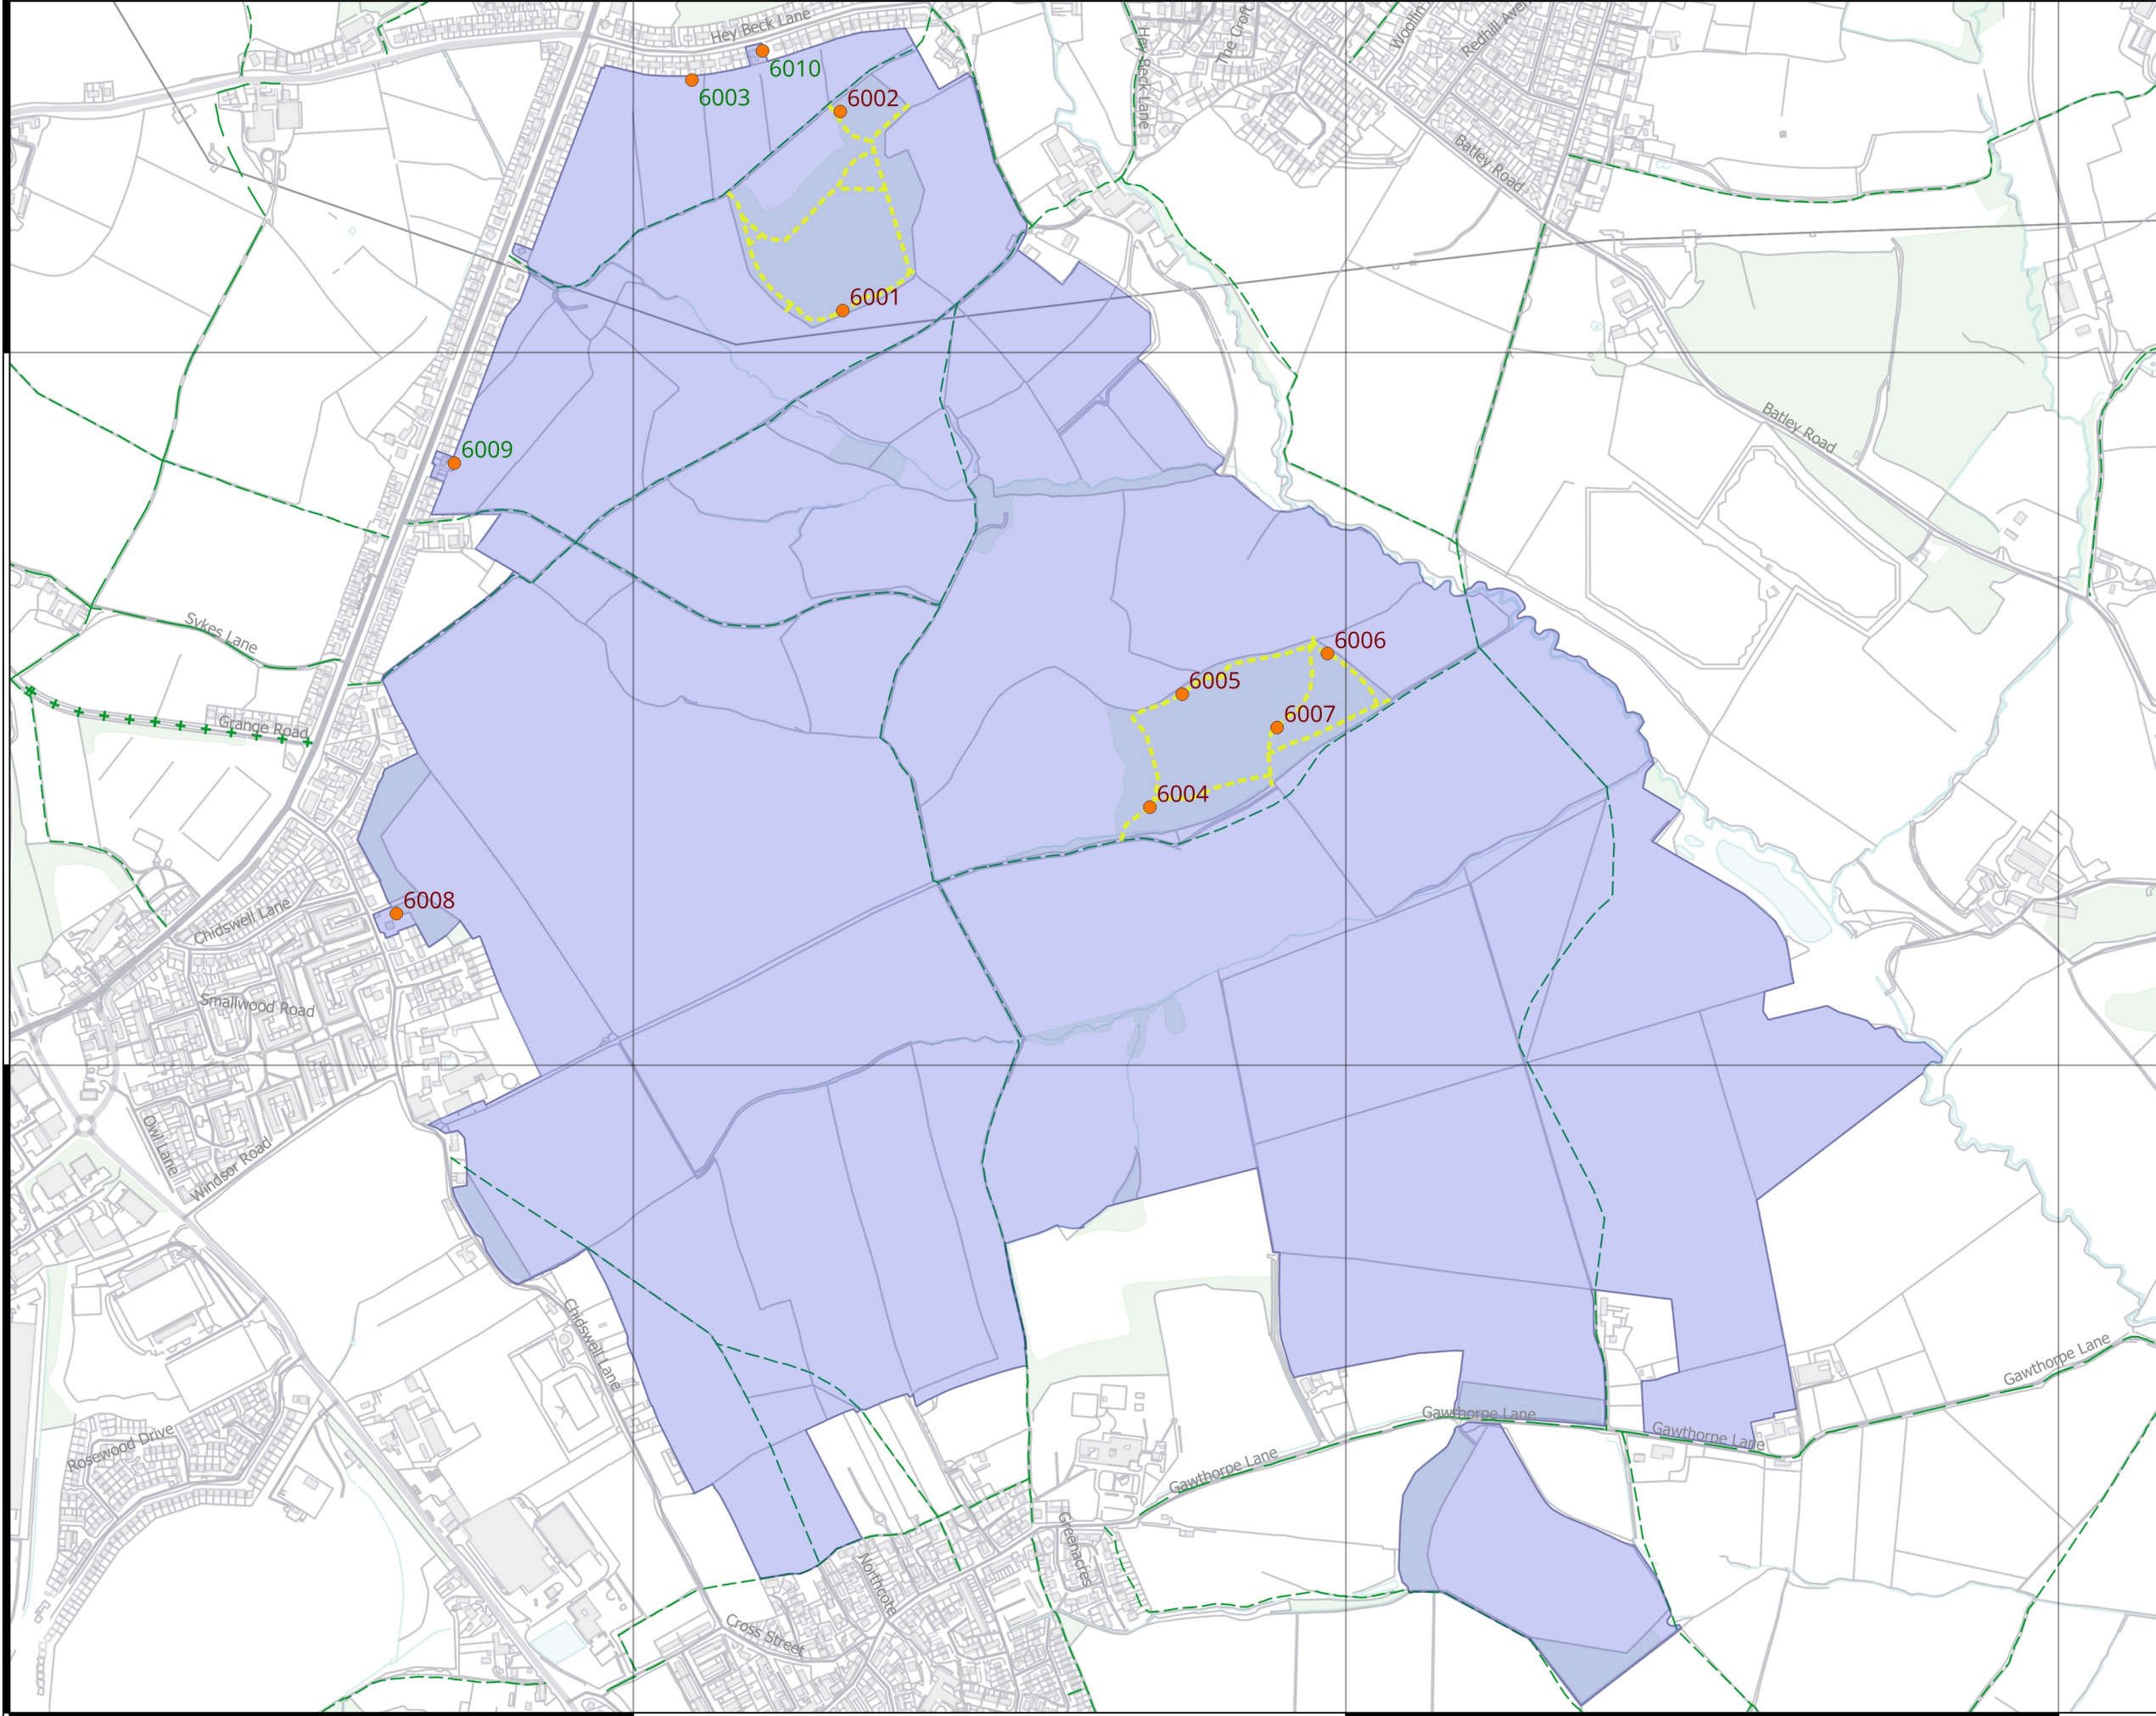 Hey Beck Lane
6010
6003
6002
6001
Hey Beck Lane
The Croft
Redhill
Batley Road
Batley Road
6009
Sykes Lane
Grange Road
6006
6005
6007
6004
6008
Chidswell Lane
Smallwood Road
Owl Lane
Windsor Road
Chidswell Lane
Rosewood Drive
Gawthorpe Lane
Gawthorpe Lane
Gawthorpe Lane
Gawthorpe Lane
Greenacres
Northcote
Cross Street